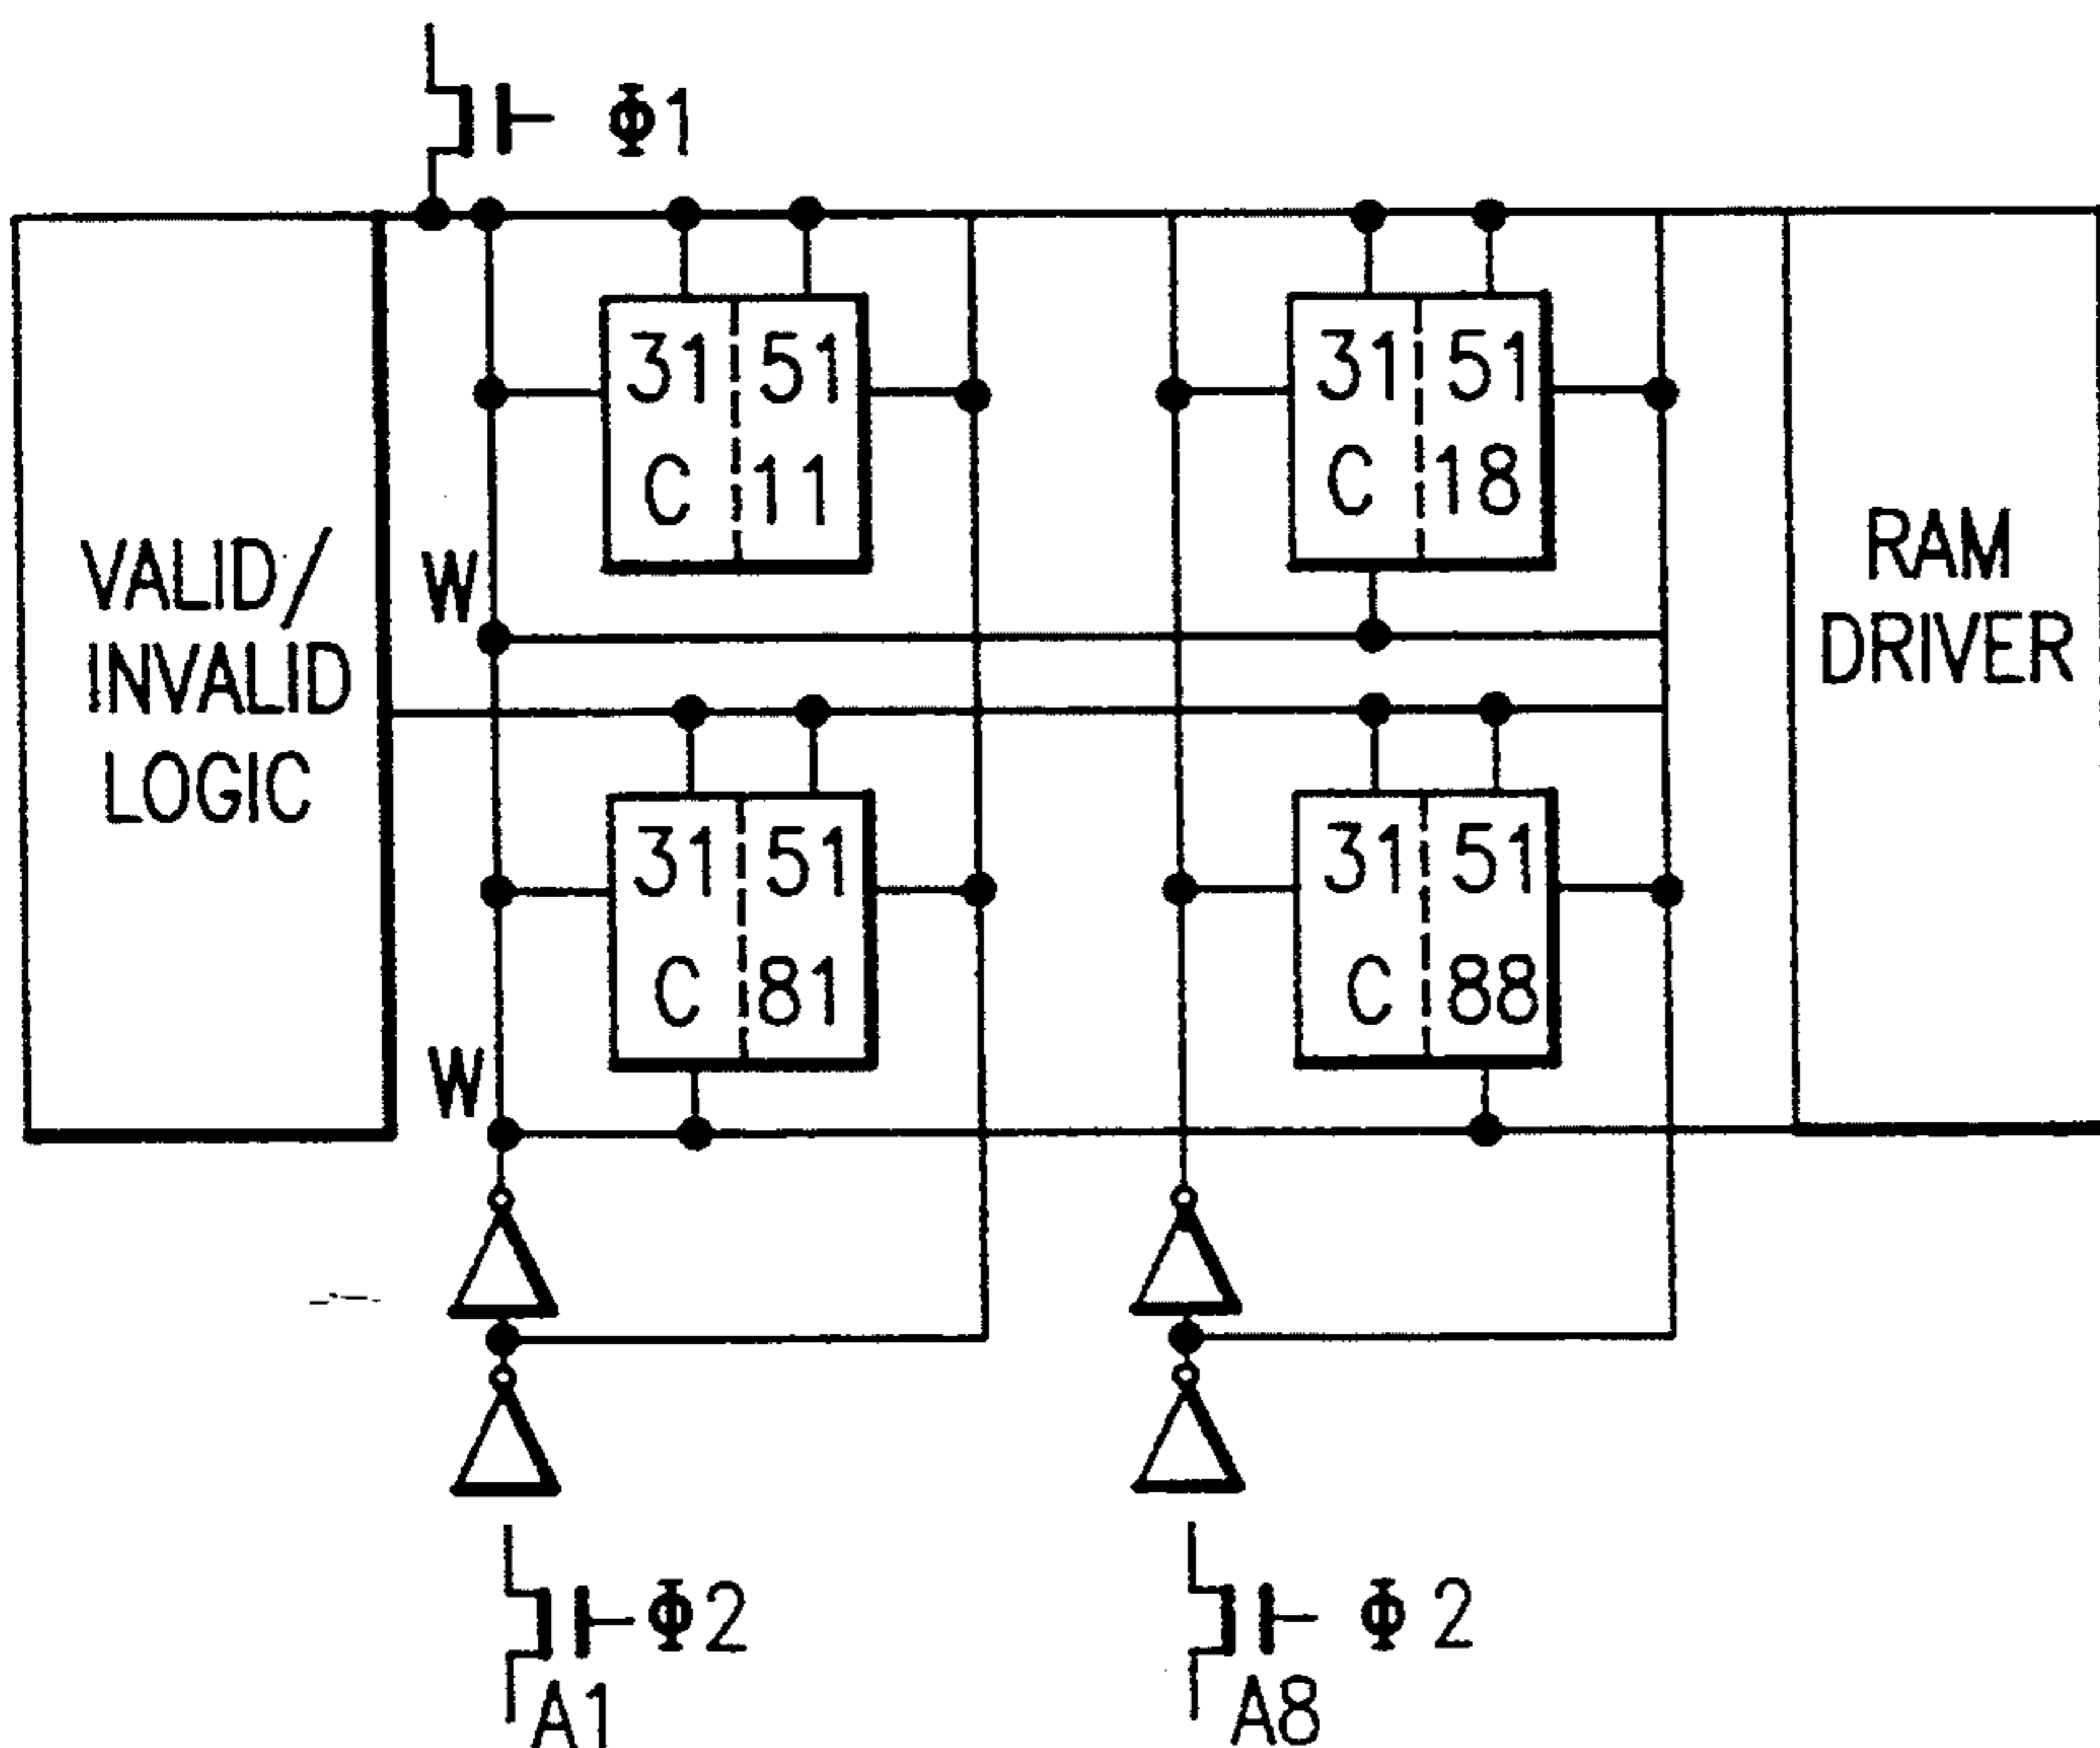 Φ1
31 51
C 11
31 51
C 18
VALID/
INVALID
LOGIC
W
RAM
DRIVER
31 51
C 81
31 51
C 88
W
Φ2
A1
Φ2
A8